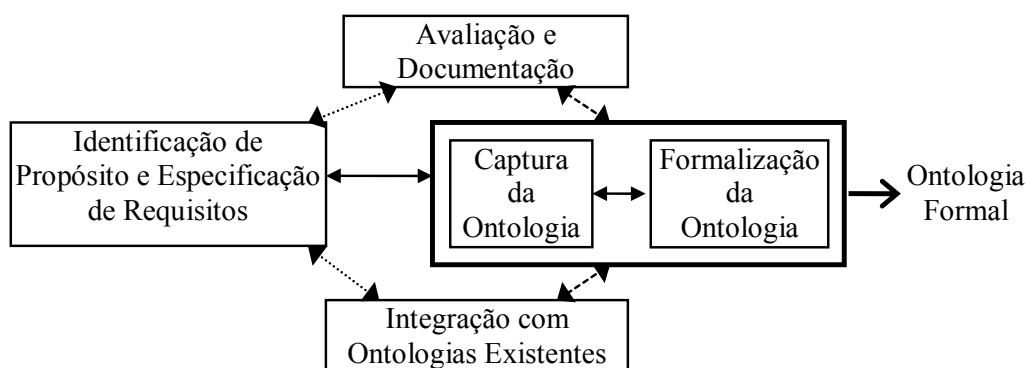 Avaliação e
Documentação
Identificação de
Propósito e Especificação
de Requisitos
Captura
da
Ontologia
Formalização
da
Ontologia
Ontologia
Formal
Integração com
Ontologias Existentes